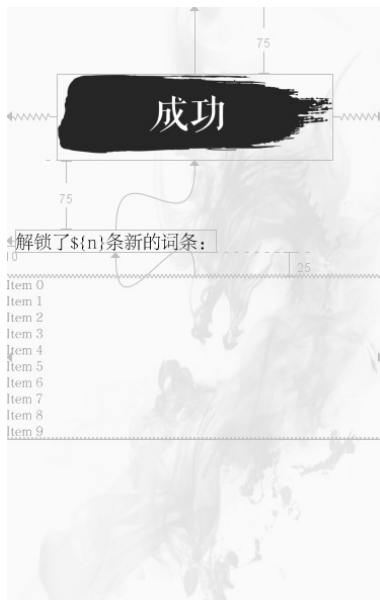 75
成功
75
解锁了${n}条新的词条：
10
25
Item 0
Item 1
Item 2
Item 3
Item 4
Item 5
Item 6
Item 7
Item 8
Item 9